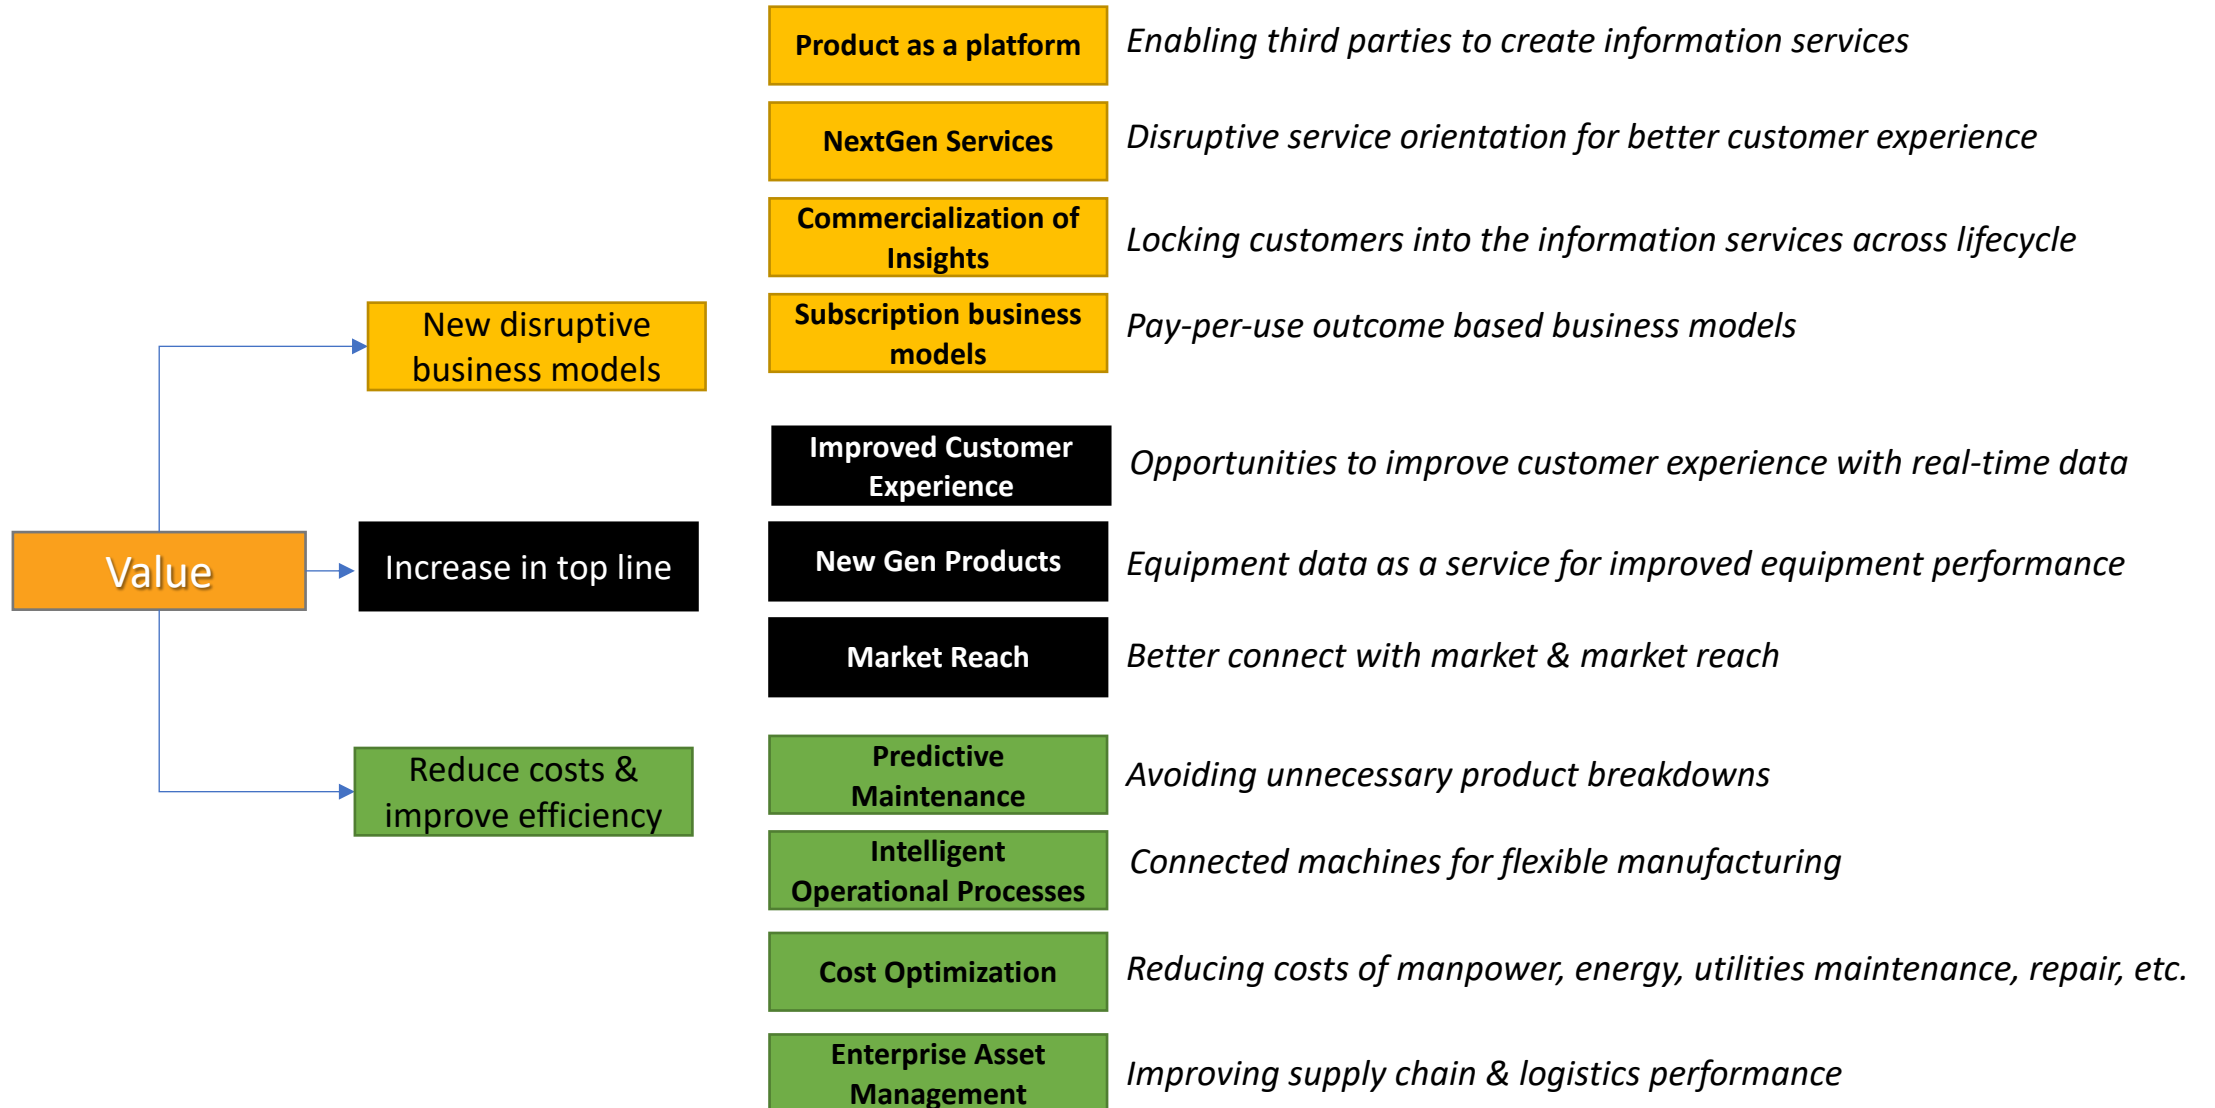 Product as a platform
Enabling third parties to create information services
NextGen Services
Disruptive service orientation for better customer experience
Commercialization of
Insights
Locking customers into the information services across lifecycle
New disruptive
business models
Subscription business
models
Pay-per-use outcome based business models
Improved Customer
Experience
Opportunities to improve customer experience with real-time data
Value
Increase in top line
New Gen Products
Equipment data as a service for improved equipment performance
Market Reach
Better connect with market & market reach
Reduce costs &
improve efficiency
Predictive
Maintenance
Avoiding unnecessary product breakdowns
Intelligent
Operational Processes
Connected machines for flexible manufacturing
Cost Optimization
Reducing costs of manpower, energy, utilities maintenance, repair, etc.
Enterprise Asset
Management
Improving supply chain & logistics performance